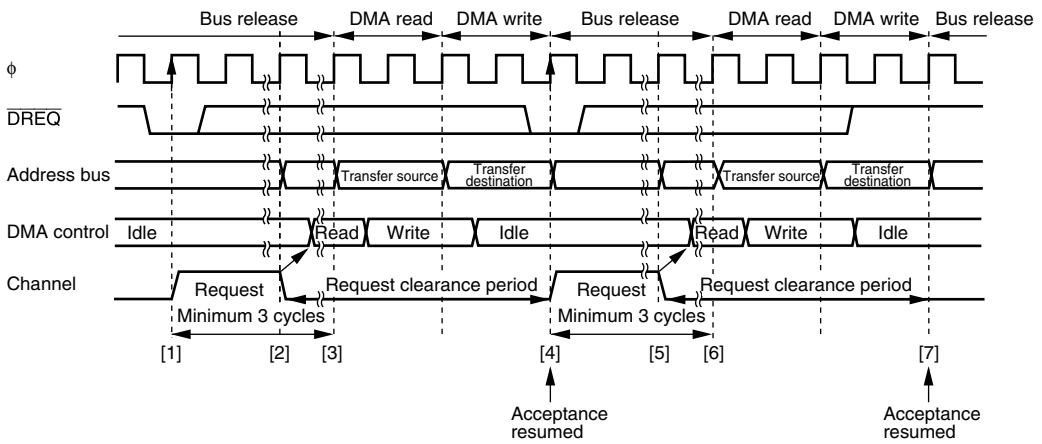 Bus release DMA read DMA write Bus release DMA read DMA write Bus release
ϕ
DREQ
Address bus Transfer source Transfer destination Transfer source Transfer destination
DMA control Idle Read Write Idle Read Write Idle
Channel Request Request clearance period Request Request clearance period
Minimum 3 cycles Minimum 3 cycles
[1] [2] [3] [4] [5] [6] [7]
Acceptance resumed Acceptance resumed